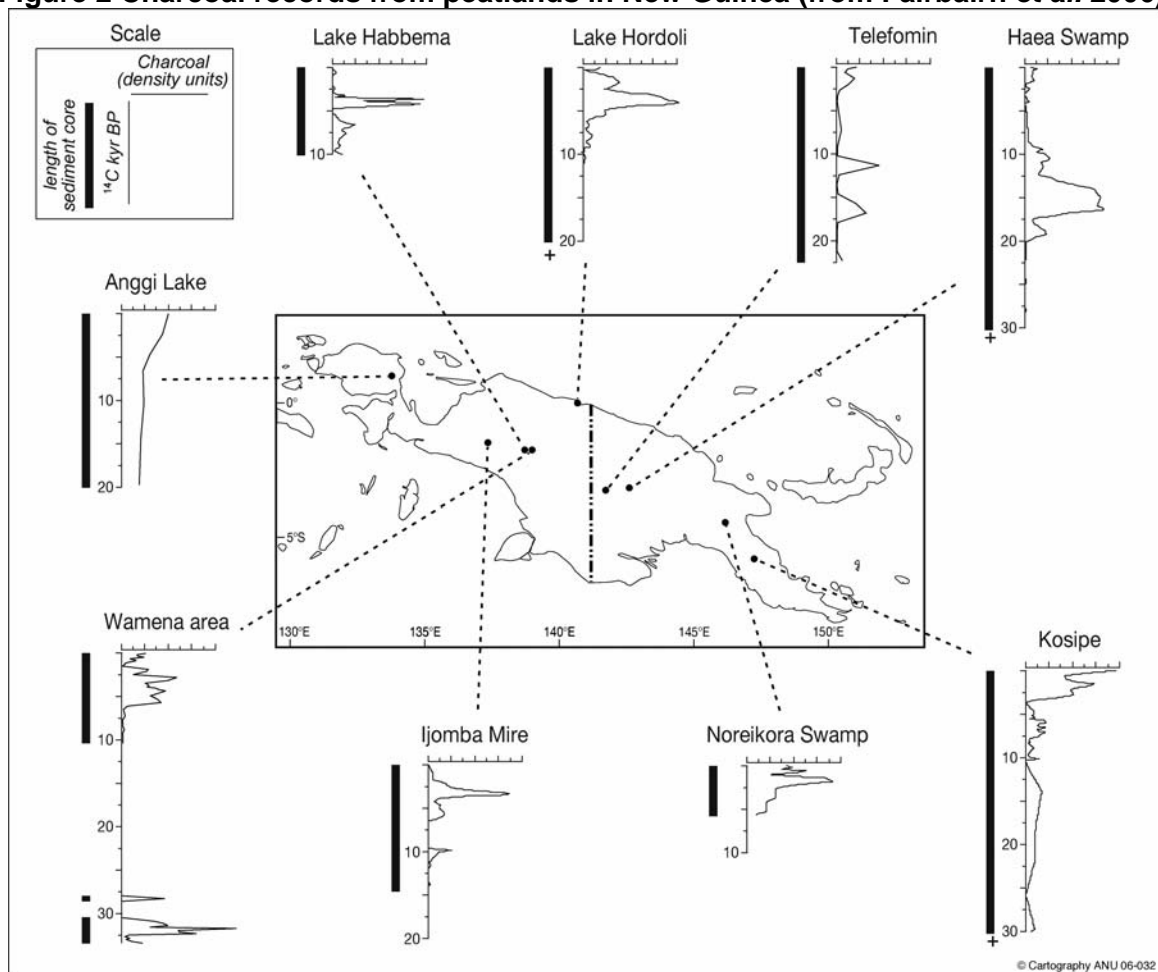 Figure 2 Charcoal records from peatlands in New Guinea (from Fairbairn et al. 2006)
Scale
Charcoal
(density units)
length of
sediment core
¹⁴C kyr BP
Lake Habbema
10
Lake Hordoli
10
20
+
Telefomin
10
20
Haea Swamp
10
20
30
+
Anggi Lake
10
20
0°
5°S
130°E
135°E
140°E
145°E
150°E
Wamena area
10
20
30
Ijomba Mire
10
20
Noreikora Swamp
10
Kosipe
10
20
30
+
© Cartography ANU 06-032